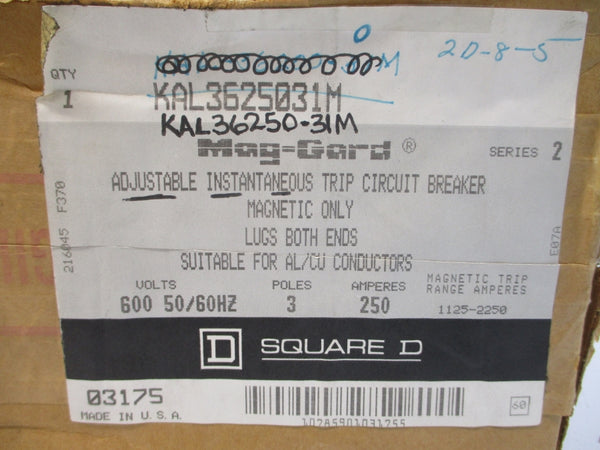 2D-8-5
QTY
1
KAL3625031M
KAL36250-31M
Mag-Gard ®
SERIES 2
ADJUSTABLE INSTANTANEOUS TRIP CIRCUIT BREAKER
MAGNETIC ONLY
LUGS BOTH ENDS
SUITABLE FOR AL/CU CONDUCTORS
216045 F370
E07A
VOLTS POLES AMPERES MAGNETIC TRIP
RANGE AMPERES
600 50/60HZ 3 250 1125-2250
D SQUARE D
03175
MADE IN U.S.A.
10785901031755
60